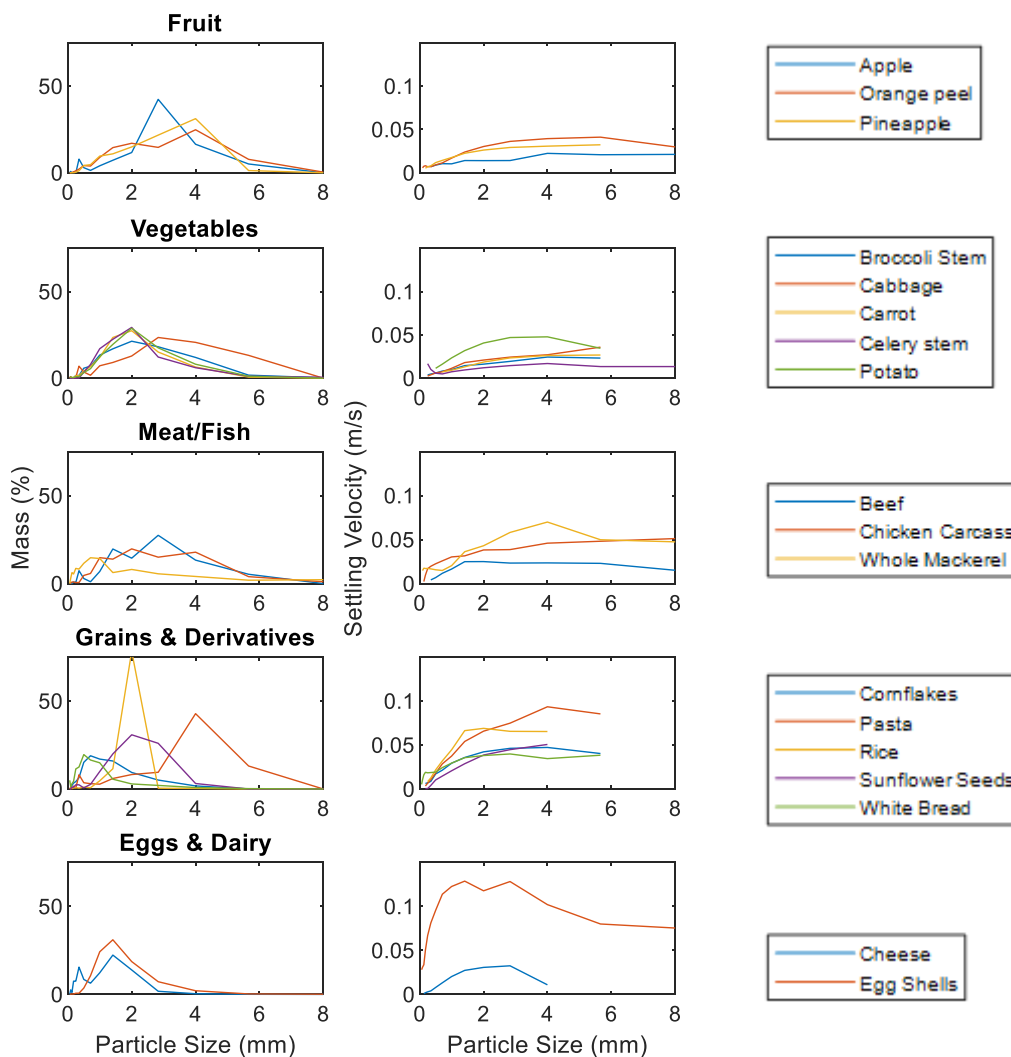 Fruit
50
0
0 2 4 6 8
0.1
0.05
0
0 2 4 6 8
Apple
Orange peel
Pineapple
Vegetables
50
0
0 2 4 6 8
0.1
0.05
0
0 2 4 6 8
Broccoli Stem
Cabbage
Carrot
Celery stem
Potato
Meat/Fish
Mass (%)
50
0
0 2 4 6 8
Settling Velocity (m/s)
0.1
0.05
0
0 2 4 6 8
Beef
Chicken Carcass
Whole Mackerel
Grains & Derivatives
50
0
0 2 4 6 8
0.1
0.05
0
0 2 4 6 8
Cornflakes
Pasta
Rice
Sunflower Seeds
White Bread
Eggs & Dairy
50
0
0 2 4 6 8
Particle Size (mm)
0.1
0.05
0
0 2 4 6 8
Particle Size (mm)
Cheese
Egg Shells